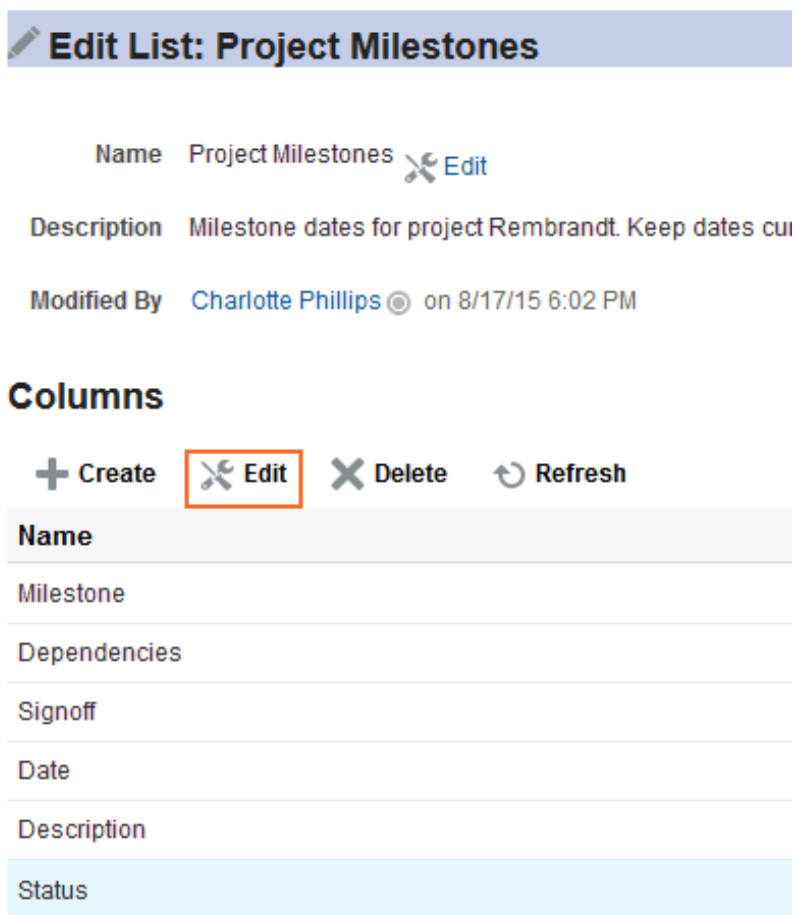 Edit List: Project Milestones
Name Project Milestones Edit
Description Milestone dates for project Rembrandt. Keep dates
Modified By Charlotte Phillips on 8/17/15 6:02 PM
Columns
Create Edit Delete Refresh
Name
Milestone
Dependencies
Signoff
Date
Description
Status